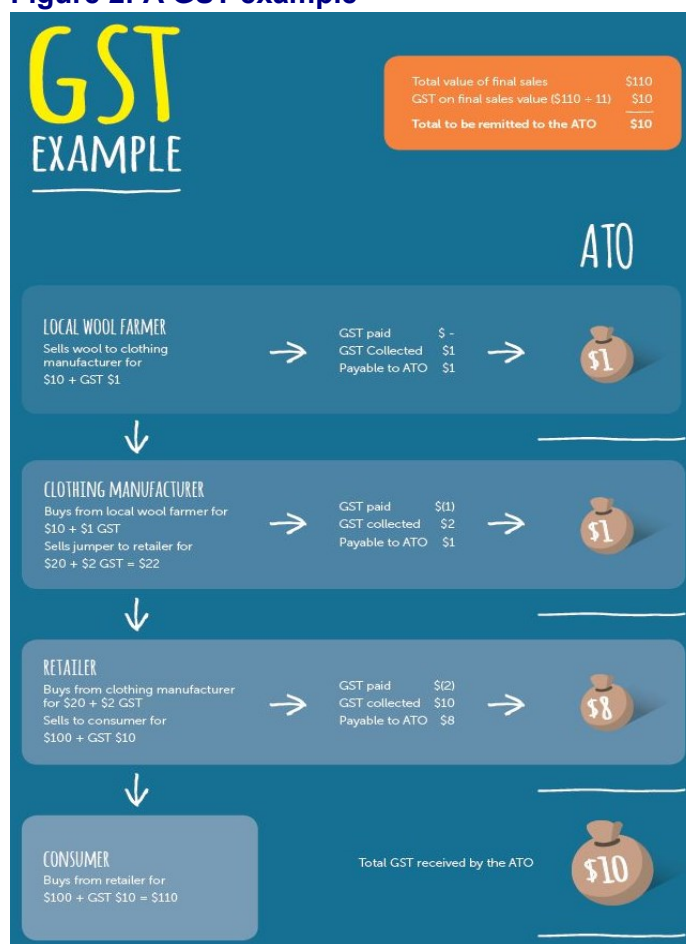 Figure 2: A GST example
GST
EXAMPLE
Total value of final sales $110
GST on final sales value ($110 ÷ 11) $10
Total to be remitted to the ATO $10
ATO
LOCAL WOOL FARMER
Sells wool to clothing
manufacturer for
$10 + GST $1
GST paid $ -
GST Collected $1
Payable to ATO $1
$1
CLOTHING MANUFACTURER
Buys from local wool farmer for
$10 + $1 GST
Sells jumper to retailer for
$20 + $2 GST = $22
GST paid $(1)
GST collected $2
Payable to ATO $1
$1
RETAILER
Buys from clothing manufacturer
for $20 + $2 GST
Sells to consumer for
$100 + GST $10
GST paid $(2)
GST collected $10
Payable to ATO $8
$8
CONSUMER
Buys from retailer for
$100 + GST $10 = $110
Total GST received by the ATO
$10